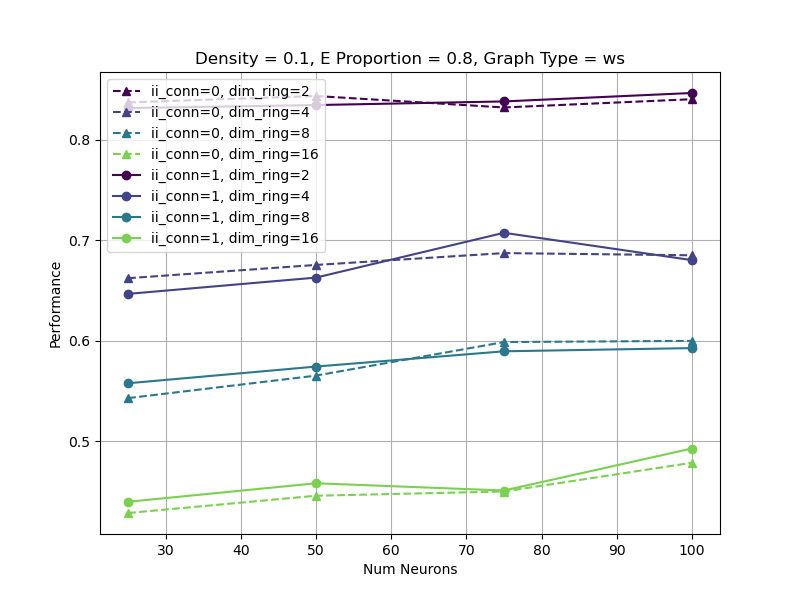 Density = 0.1, E Proportion = 0.8, Graph Type = ws
ii_conn=0, dim_ring=2
ii_conn=0, dim_ring=4
ii_conn=0, dim_ring=8
ii_conn=0, dim_ring=16
ii_conn=1, dim_ring=2
ii_conn=1, dim_ring=4
ii_conn=1, dim_ring=8
ii_conn=1, dim_ring=16
Performance
0.8
0.7
0.6
0.5
30 40 50 60 70 80 90 100
Num Neurons